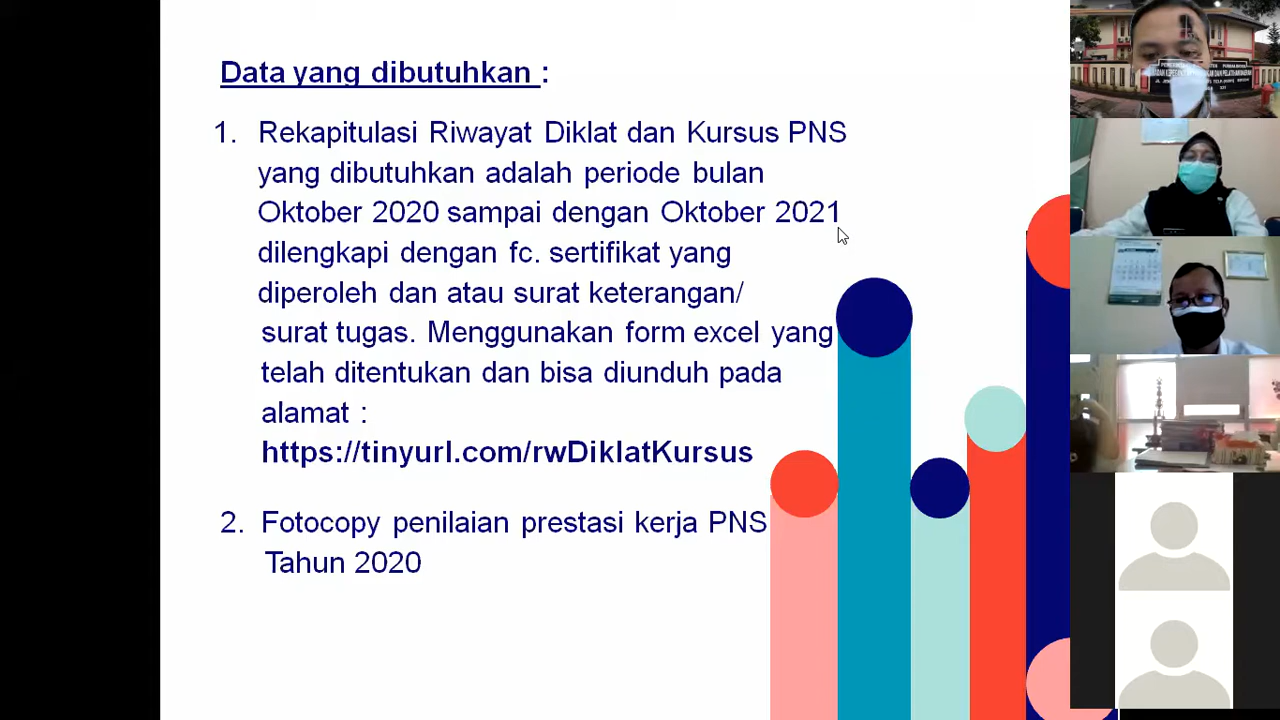 Data yang dibutuhkan :
1. Rekapitulasi Riwayat Diklat dan Kursus PNS
yang dibutuhkan adalah periode bulan
Oktober 2020 sampai dengan Oktober 2021
dilengkapi dengan fc. sertifikat yang
diperoleh dan atau surat keterangan/
surat tugas. Menggunakan form excel yang
telah ditentukan dan bisa diunduh pada
alamat :
https://tinyurl.com/rwDiklatKursus
2. Fotocopy penilaian prestasi kerja PNS
Tahun 2020